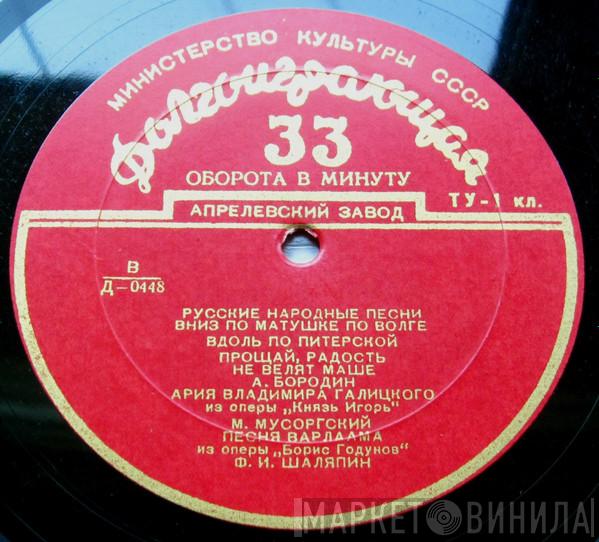 МИНИСТЕРСТВО КУЛЬТУРЫ СССР
Долгоиграющая
33
ОБОРОТА В МИНУТУ
ТУ-1 кл.
АПРЕЛЕВСКИЙ ЗАВОД
В
Д-0448
РУССКИЕ НАРОДНЫЕ ПЕСНИ
ВНИЗ ПО МАТУШКЕ ПО ВОЛГЕ
ВДОЛЬ ПО ПИТЕРСКОЙ
ПРОЩАЙ, РАДОСТЬ
НЕ ВЕЛЯТ МАШЕ
А. БОРОДИН
АРИЯ ВЛАДИМИРА ГАЛИЦКОГО
из оперы „Князь Игорь"
М. МУСОРГСКИЙ
ПЕСНЯ ВАРЛААМА
из оперы „Борис Годунов"
Ф. И. ШАЛЯПИН
МАРКЕТ ВИНИЛА